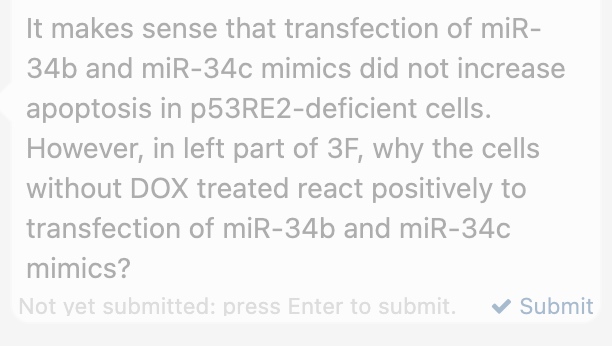 It makes sense that transfection of miR-
34b and miR-34c mimics did not increase
apoptosis in p53RE2-deficient cells.
However, in left part of 3F, why the cells
without DOX treated react positively to
transfection of miR-34b and miR-34c
mimics?
Not yet submitted: press Enter to submit. ✔ Submit